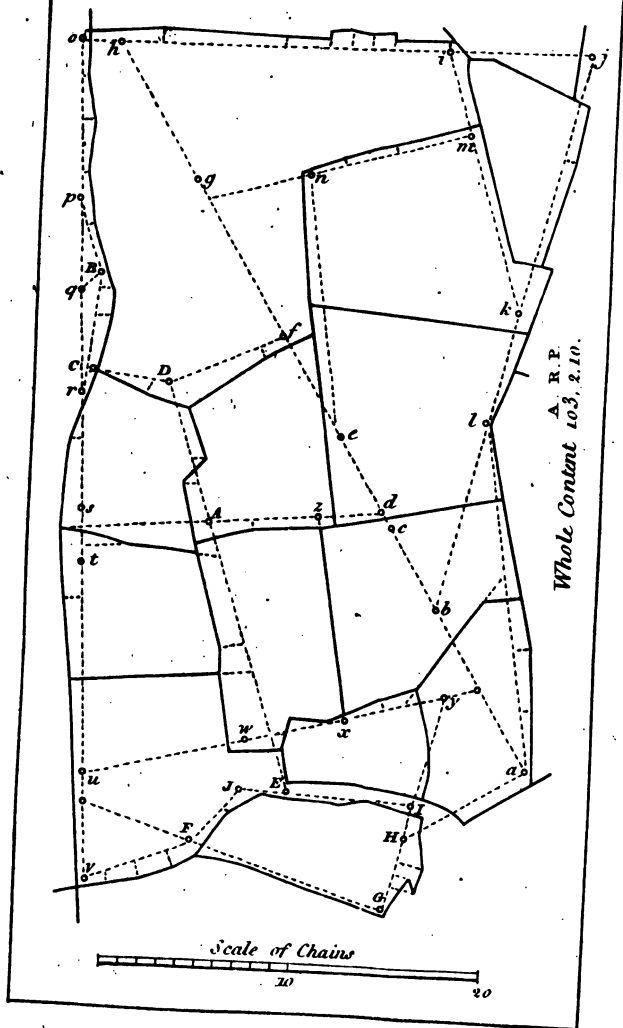 o
h
i
j
m
g
n
p
B
q
k
f
C
D
r
l
e
A. R. P.
Whole Content 103, 2. 10.
s
A
z
d
c
t
b
y
x
w
u
a
J
E
I
F
H
v
G
Scale of Chains
10
20